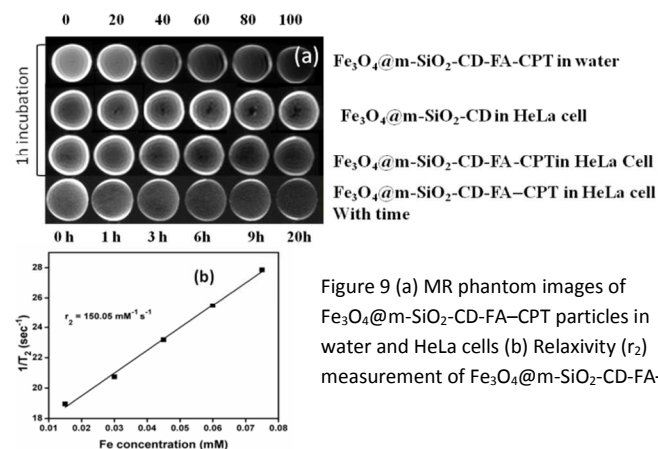 0 20 40 60 80 100
(a)
1h incubation
Fe₃O₄@m-SiO₂-CD-FA-CPT in water
Fe₃O₄@m-SiO₂-CD in HeLa cell
Fe₃O₄@m-SiO₂-CD-FA-CPTin HeLa Cell
Fe₃O₄@m-SiO₂-CD-FA–CPT in HeLa cell
With time
0 h 1 h 3 h 6h 9h 20h
(b)
r₂ = 150.05 mM⁻¹ s⁻¹
1/T₂ (sec⁻¹)
28
26
24
22
20
18
0.01 0.02 0.03 0.04 0.05 0.06 0.07 0.08
Fe concentration (mM)
Figure 9 (a) MR phantom images of
Fe₃O₄@m-SiO₂-CD-FA–CPT particles in
water and HeLa cells (b) Relaxivity (r₂)
measurement of Fe₃O₄@m-SiO₂-CD-FA-